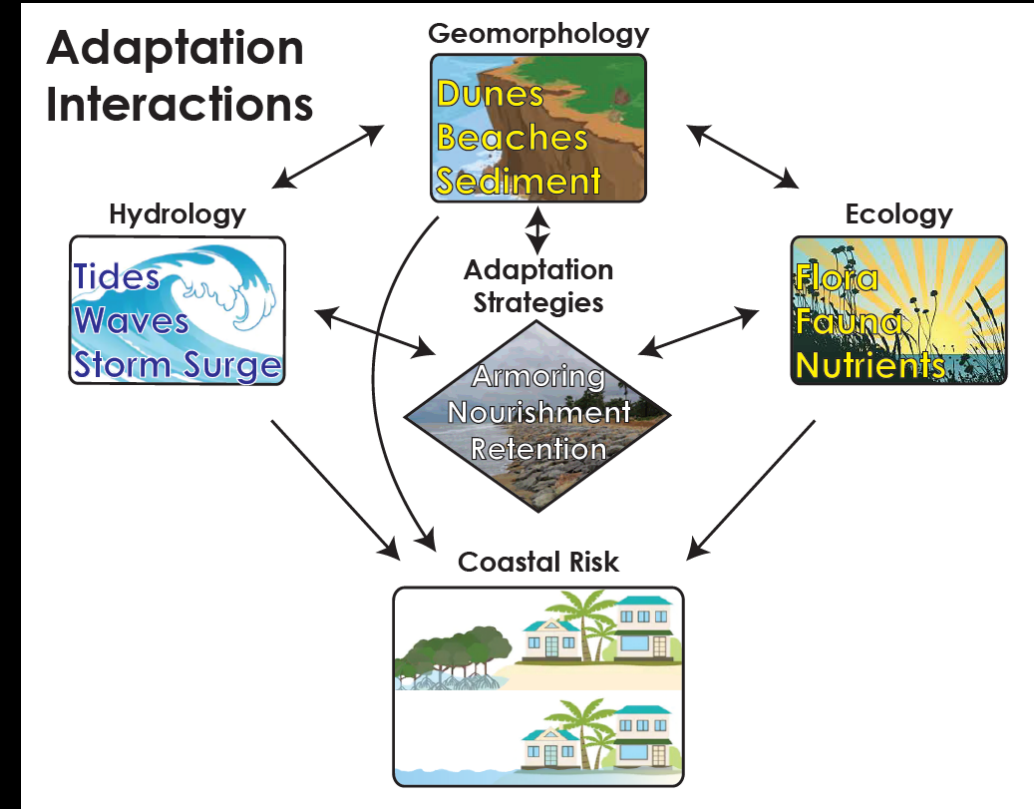 Adaptation
Interactions
Geomorphology
Dunes
Beaches
Sediment
Hydrology
Tides
Waves
Storm Surge
Ecology
Flora
Fauna
Nutrients
Adaptation
Strategies
Armoring
Nourishment
Retention
Coastal Risk